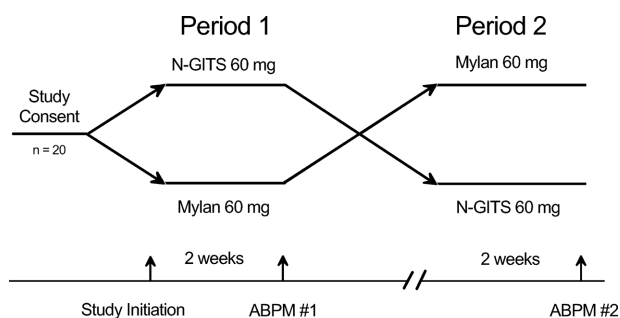 Period 1
Period 2
N-GITS 60 mg
Mylan 60 mg
Study
Consent
n = 20
Mylan 60 mg
N-GITS 60 mg
2 weeks
2 weeks
Study Initiation
ABPM #1
ABPM #2